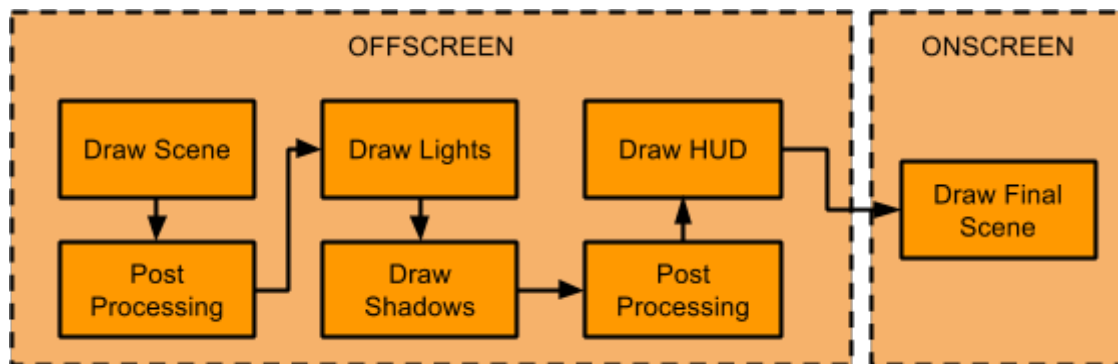 OFFSCREEN
Draw Scene
Post
Processing
Draw Lights
Draw
Shadows
Post
Processing
Draw HUD
ONSCREEN
Draw Final
Scene